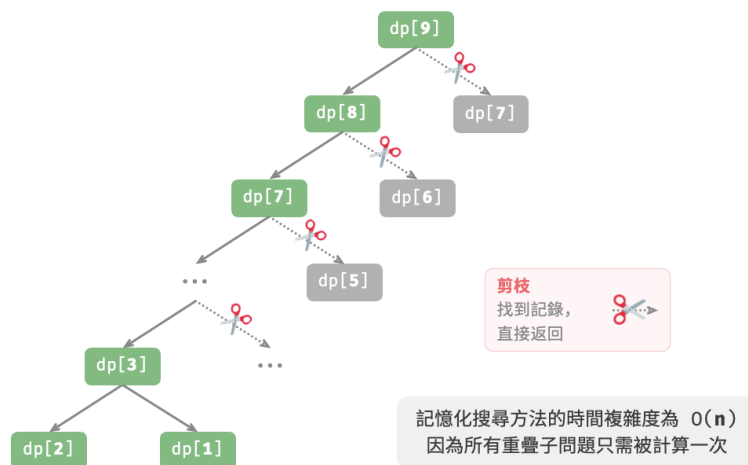 dp[9]
dp[8]
dp[7]
dp[7]
dp[6]
...
dp[5]
剪枝
找到記錄，
直接返回
dp[3]
...
dp[2]
dp[1]
記憶化搜尋方法的時間複雜度為 O(n)
因為所有重疊子問題只需被計算一次